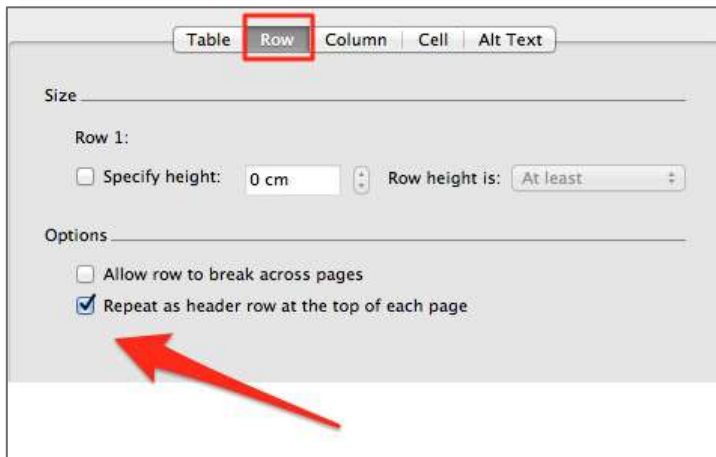 Table Row Column Cell Alt Text
Size
Row 1:
Specify height: 0 cm Row height is: At least
Options
Allow row to break across pages
Repeat as header row at the top of each page